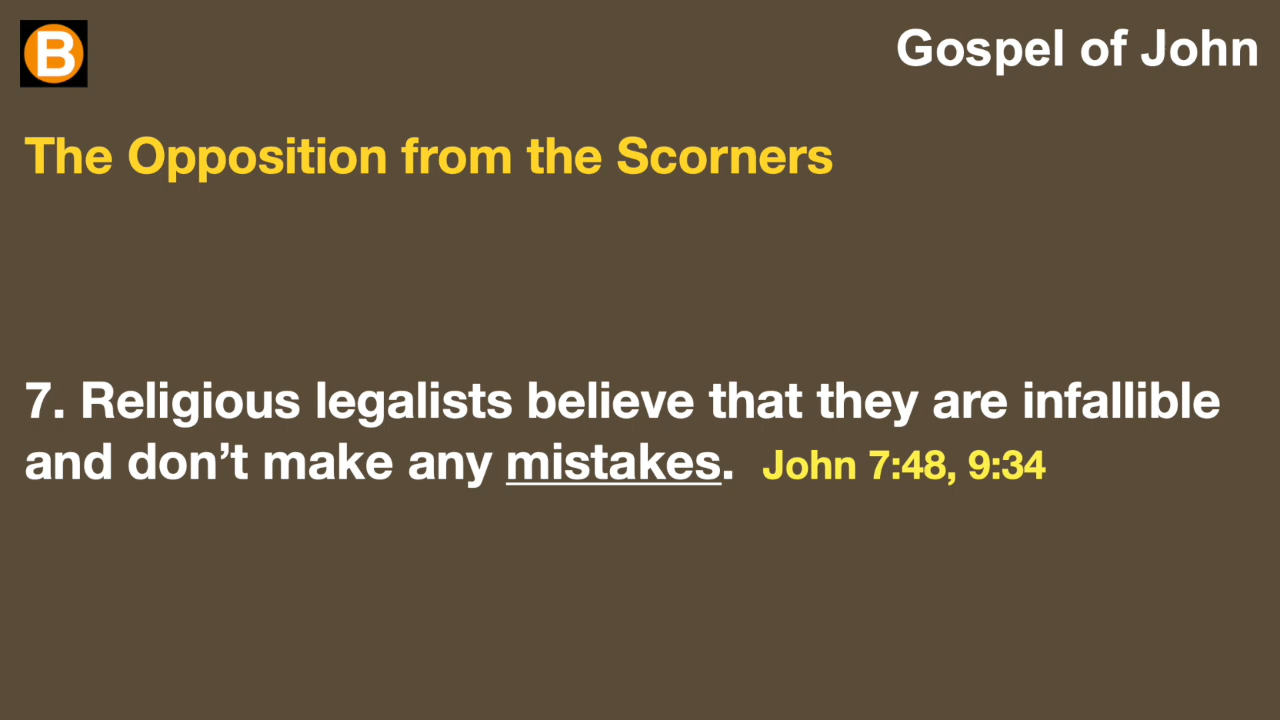 B
Gospel of John
The Opposition from the Scorners
7. Religious legalists believe that they are infallible
and don’t make any mistakes. John 7:48, 9:34